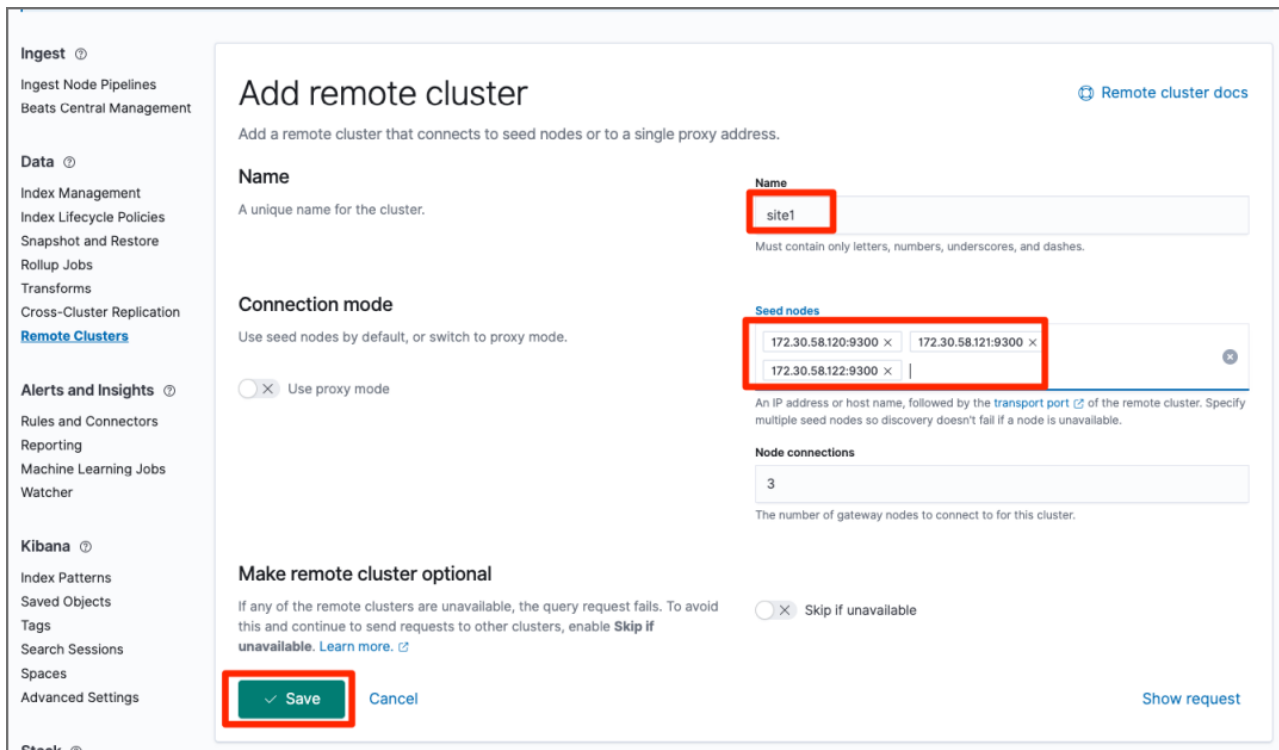 Ingest
Ingest Node Pipelines
Beats Central Management
Data
Index Management
Index Lifecycle Policies
Snapshot and Restore
Rollup Jobs
Transforms
Cross-Cluster Replication
Remote Clusters
Alerts and Insights
Rules and Connectors
Reporting
Machine Learning Jobs
Watcher
Kibana
Index Patterns
Saved Objects
Tags
Search Sessions
Spaces
Advanced Settings
Stack
Add remote cluster
Remote cluster docs
Add a remote cluster that connects to seed nodes or to a single proxy address.
Name
A unique name for the cluster.
Name
site1
Must contain only letters, numbers, underscores, and dashes.
Connection mode
Use seed nodes by default, or switch to proxy mode.
Use proxy mode
Seed nodes
172.30.58.120:9300 × 172.30.58.121:9300 ×
172.30.58.122:9300 ×
An IP address or host name, followed by the transport port of the remote cluster. Specify
multiple seed nodes so discovery doesn't fail if a node is unavailable.
Node connections
3
The number of gateway nodes to connect to for this cluster.
Make remote cluster optional
If any of the remote clusters are unavailable, the query request fails. To avoid
this and continue to send requests to other clusters, enable Skip if
unavailable. Learn more.
Skip if unavailable
Save
Cancel
Show request